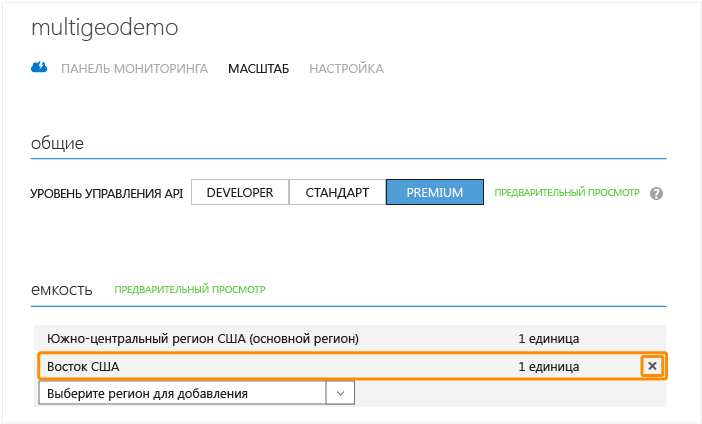 multigeodemo
ПАНЕЛЬ МОНИТОРИНГА МАСШТАБ НАСТРОЙКА
общие
УРОВЕНЬ УПРАВЛЕНИЯ API DEVELOPER СТАНДАРТ PREMIUM ПРЕДВАРИТЕЛЬНЫЙ ПРОСМОТР ?
емкость ПРЕДВАРИТЕЛЬНЫЙ ПРОСМОТР
Южно-центральный регион США (основной регион) 1 единица
Восток США 1 единица
Выберите регион для добавления